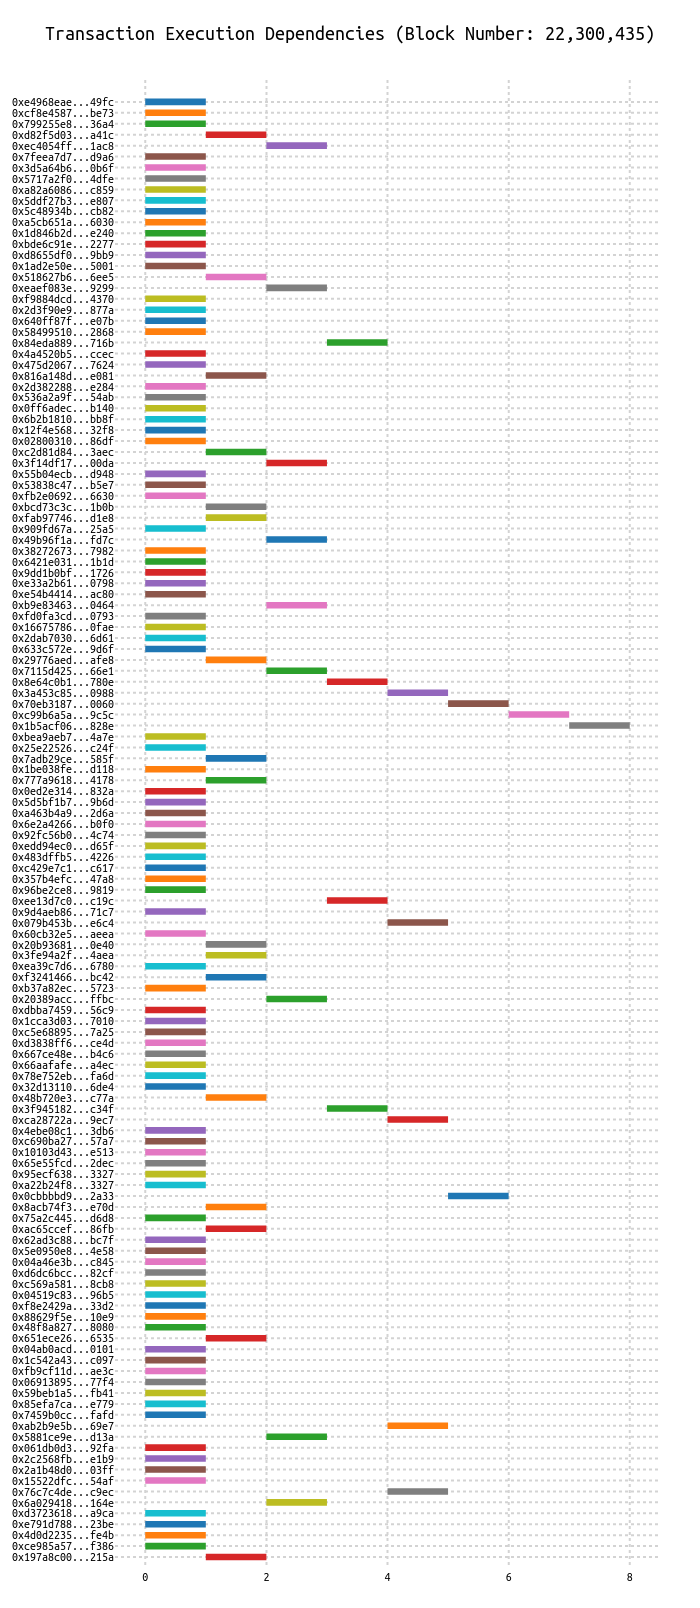 Transaction Execution Dependencies (Block Number: 22,300,435)
0xe4968eae...49fc
0xcf8e4587...be73
0x799255e8...36a4
0xd82f5d03...a41c
0xec4054ff...1ac8
0x7feea7d7...d9a6
0x3d5a64b6...0b6f
0x5717a2f0...4dfe
0xa82a6086...c859
0x5ddf27b3...e807
0x5c48934b...cb82
0xa5cb651a...6030
0x1d846b2d...e240
0xbde6c91e...2277
0xd8655df0...9bb9
0x1ad2e50e...5001
0x518627b6...6ee5
0xeaef083e...9299
0xf9884dcd...4370
0x2d3f90e9...877a
0x640ff87f...e07b
0x58499510...2868
0x84eda889...716b
0x4a4520b5...ccec
0x475d2067...7624
0x816a148d...e081
0x2d382288...e284
0x536a2a9f...54ab
0x0ff6adec...b140
0x6b2b1810...bb8f
0x12f4e568...32f8
0x02800310...86df
0xc2d81d84...3aec
0x3f14df17...00da
0x55b04ecb...d948
0x53838c47...b5e7
0xfb2e0692...6630
0xbcd73c3c...1b0b
0xfab97746...d1e8
0x909fd67a...25a5
0x49b96f1a...fd7c
0x38272673...7982
0x6421e031...1b1d
0x9dd1b0bf...1726
0xe33a2b61...0798
0xe54b4414...ac80
0xb9e83463...0464
0xfd0fa3cd...0793
0x16675786...0fae
0x2dab7030...6d61
0x633c572e...9d6f
0x29776aed...afe8
0x7115d425...66e1
0x8e64c0b1...780e
0x3a453c85...0988
0x70eb3187...0060
0xc99b6a5a...9c5c
0x1b5acf06...828e
0xbea9aeb7...4a7e
0x25e22526...c24f
0x7adb29ce...585f
0x1be038fe...d118
0x777a9618...4178
0x0ed2e314...832a
0x5d5bf1b7...9b6d
0xa463b4a9...2d6a
0x6e2a4266...b0f0
0x92fc56b0...4c74
0xedd94ec0...d65f
0x483dffb5...4226
0xc429e7c1...c617
0x357b4efc...47a8
0x96be2ce8...9819
0xee13d7c0...c19c
0x9d4aeb86...71c7
0x079b453b...e6c4
0x60cb32e5...aeea
0x20b93681...0e40
0x3fe94a2f...4aea
0xea39c7d6...6780
0xf3241466...bc42
0xb37a82ec...5723
0x20389acc...ffbc
0xdbba7459...56c9
0x1cca3d03...7010
0xc5e68895...7a25
0xd3838ff6...ce4d
0x667ce48e...b4c6
0x66aafafe...a4ec
0x78e752eb...fa6d
0x32d13110...6de4
0x48b720e3...c77a
0x3f945182...c34f
0xca28722a...9ec7
0x4ebe08c1...3db6
0xc690ba27...57a7
0x10103d43...e513
0x65e55fcd...2dec
0x95ecf638...3327
0xa22b24f8...3327
0x0cbbbbd9...2a33
0x8acb74f3...e70d
0x75a2c445...d6d8
0xac65ccef...86fb
0x62ad3c88...bc7f
0x5e0950e8...4e58
0x04a46e3b...c845
0xd6dc6bcc...82cf
0xc569a581...8cb8
0x04519c83...96b5
0xf8e2429a...33d2
0x88629f5e...10e9
0x48f8a827...8080
0x651ece26...6535
0x04ab0acd...0101
0x1c542a43...c097
0xfb9cf11d...ae3c
0x06913895...77f4
0x59beb1a5...fb41
0x85efa7ca...e779
0x7459b0cc...fafd
0xab2b9e5b...69e7
0x5881ce9e...d13a
0x061db0d3...92fa
0x2c2568fb...e1b9
0x2a1b48d0...03ff
0x15522dfc...54af
0x76c7c4de...c9ec
0x6a029418...164e
0xd3723618...a9ca
0xe791d788...23be
0x4d0d2235...fe4b
0xce985a57...f386
0x197a8c00...215a
0 2 4 6 8